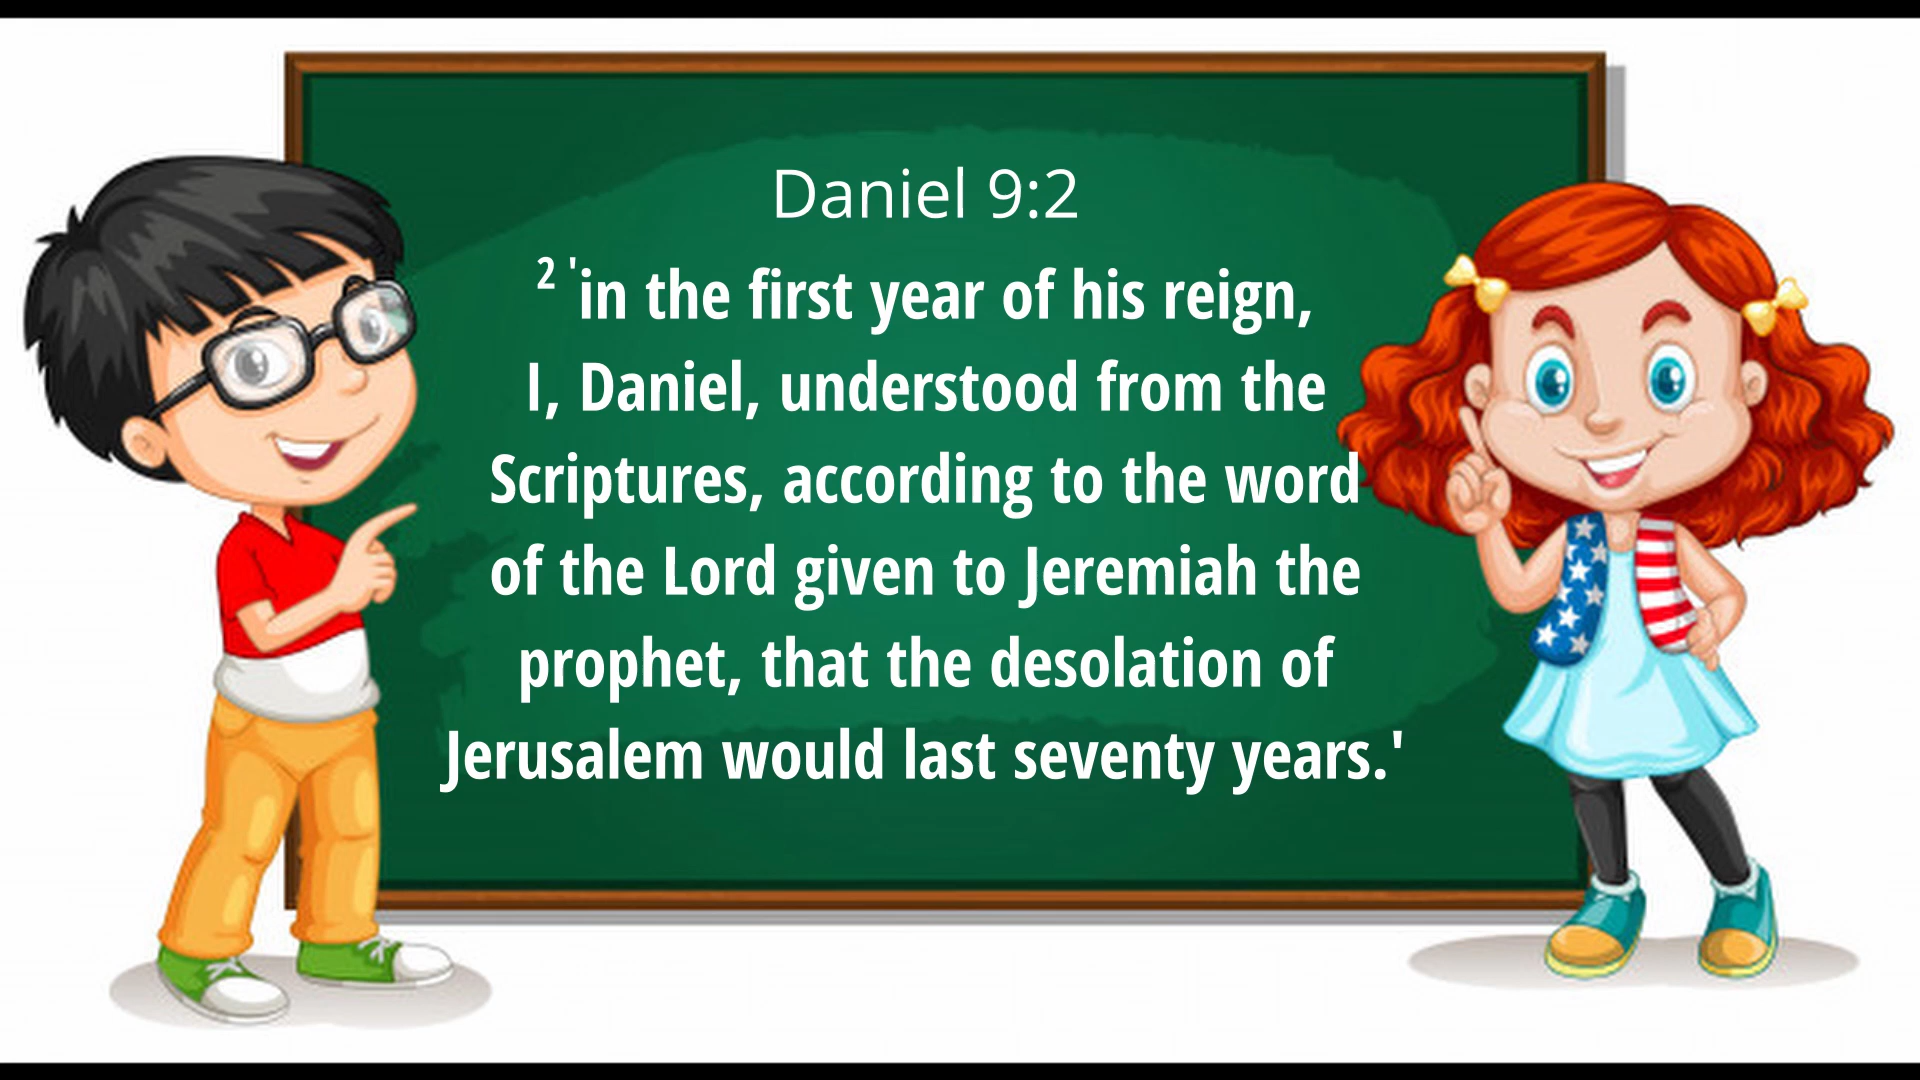 Daniel 9:2
2 'in the first year of his reign,
I, Daniel, understood from the
Scriptures, according to the word
of the Lord given to Jeremiah the
prophet, that the desolation of
Jerusalem would last seventy years.'